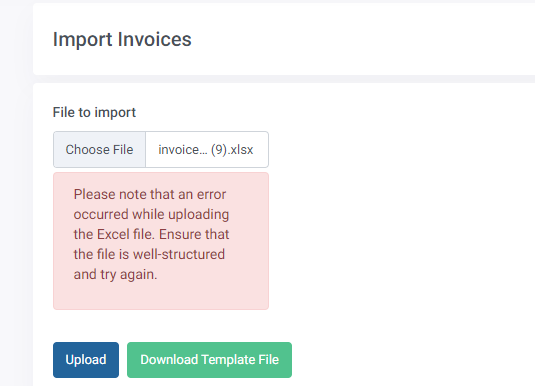 Import Invoices
File to import
Choose File invoice... (9).xlsx
Please note that an error
occurred while uploading
the Excel file. Ensure that
the file is well-structured
and try again.
Upload Download Template File